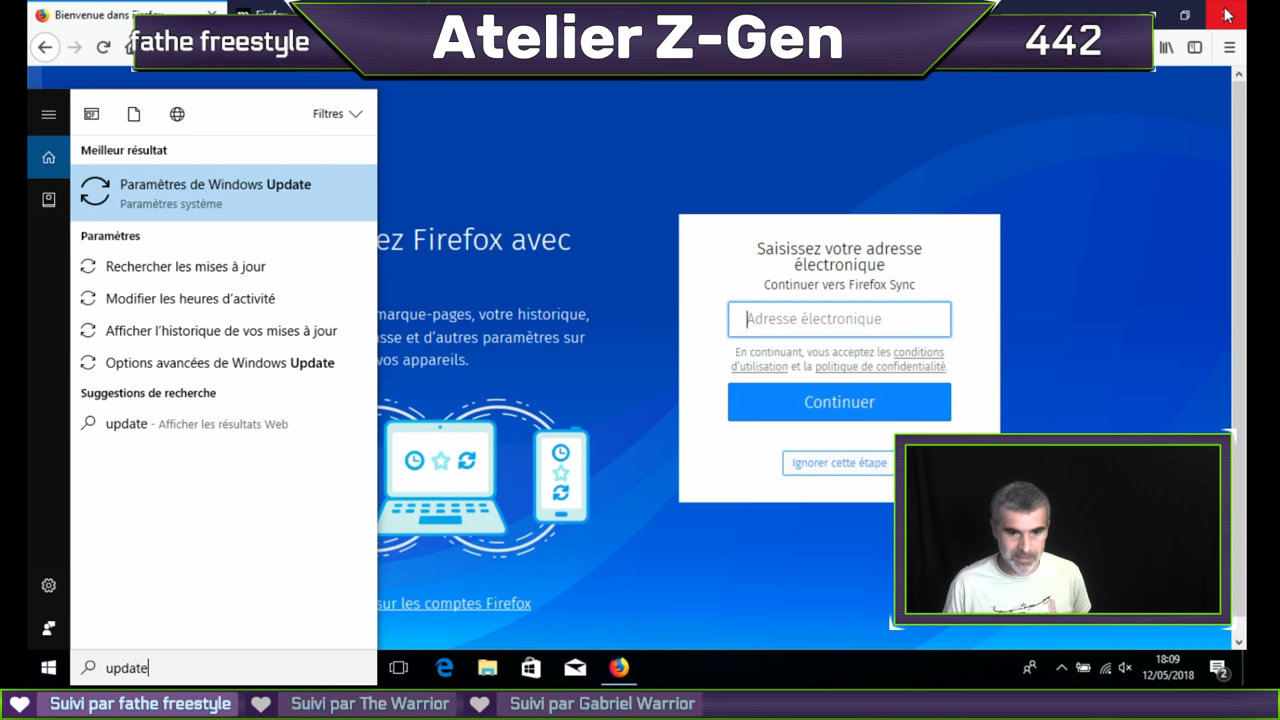 Bienvenue dans Firefox
Firefox
fathe freestyle
Atelier Z-Gen
442
Filtres
Meilleur résultat
Paramètres de Windows Update
Paramètres système
Paramètres
Rechercher les mises à jour
Modifier les heures d'activité
Afficher l'historique de vos mises à jour
Options avancées de Windows Update
Suggestions de recherche
update - Afficher les résultats Web
update
ez Firefox avec
marque-pages, votre historique,
asse et d'autres paramètres sur
vos appareils.
sur les comptes Firefox
Saisissez votre adresse
électronique
Continuer vers Firefox Sync
Adresse électronique
En continuant, vous acceptez les conditions
d'utilisation et la politique de confidentialité.
Continuer
Ignorer cette étape
18:09
12/05/2018
2
Suivi par fathe freestyle
Suivi par The Warrior
Suivi par Gabriel Warrior